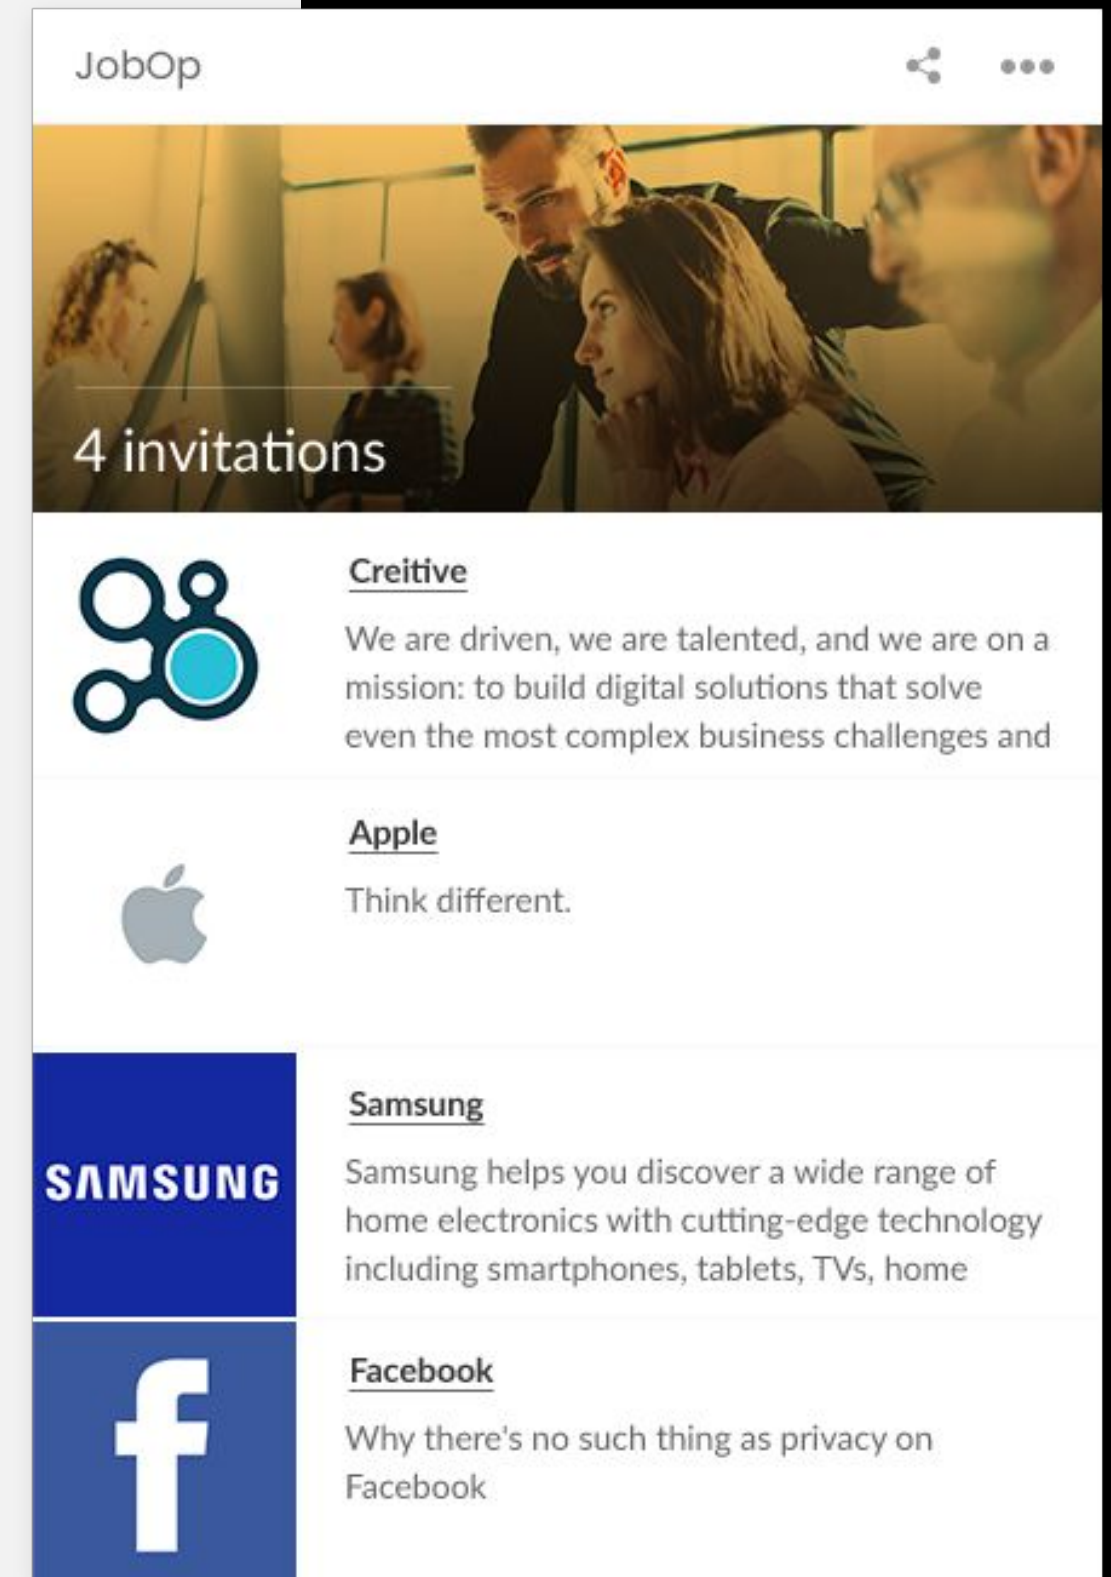 JobOp
4 invitations
Creitive
We are driven, we are talented, and we are on a
mission: to build digital solutions that solve
even the most complex business challenges and
Apple
Think different.
SAMSUNG
Samsung
Samsung helps you discover a wide range of
home electronics with cutting-edge technology
including smartphones, tablets, TVs, home
f
Facebook
Why there's no such thing as privacy on
Facebook